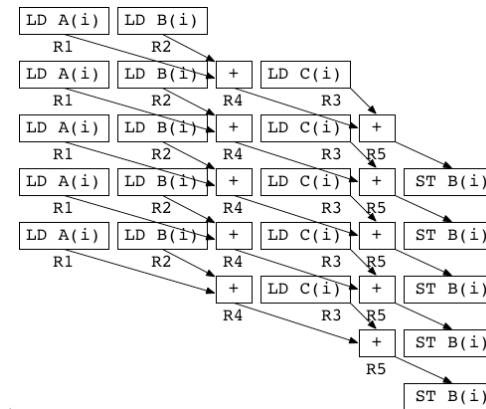 LD A(i) LD B(i)
R1 R2
LD A(i) LD B(i) + LD C(i)
R1 R2 R4 R3
LD A(i) LD B(i) + LD C(i) +
R1 R2 R4 R3 R5
LD A(i) LD B(i) + LD C(i) + ST B(i)
R1 R2 R4 R3 R5
LD A(i) LD B(i) + LD C(i) + ST B(i)
R1 R2 R4 R3 R5
+ LD C(i) + ST B(i)
R4 R3 R5
+ ST B(i)
R5
ST B(i)